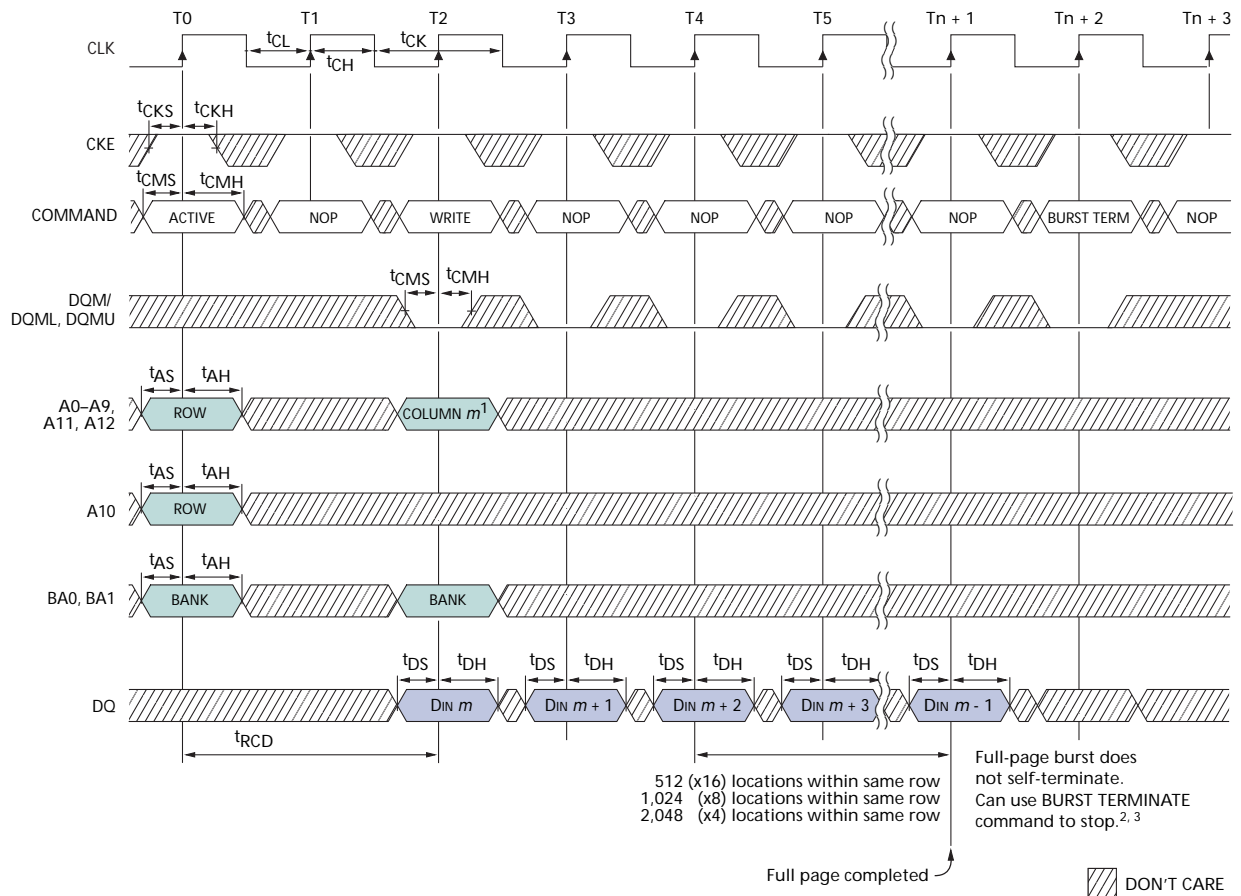 T0 T1 T2 T3 T4 T5 Tn + 1 Tn + 2 Tn + 3
CLK
tCL tCK
tCH
tCKS tCKH
CKE
tCMS tCMH
COMMAND ACTIVE NOP WRITE NOP NOP NOP NOP BURST TERM NOP
tCMS tCMH
DQM/
DQML, DQMU
tAS tAH
A0–A9,
A11, A12
ROW COLUMN m1
tAS tAH
A10 ROW
tAS tAH
BA0, BA1 BANK BANK
tDS tDH tDS tDH tDS tDH tDS tDH tDS tDH
DQ DIN m DIN m + 1 DIN m + 2 DIN m + 3 DIN m - 1
tRCD
512 (x16) locations within same row
1,024 (x8) locations within same row
2,048 (x4) locations within same row
Full-page burst does
not self-terminate.
Can use BURST TERMINATE
command to stop.2, 3
Full page completed
DON'T CARE